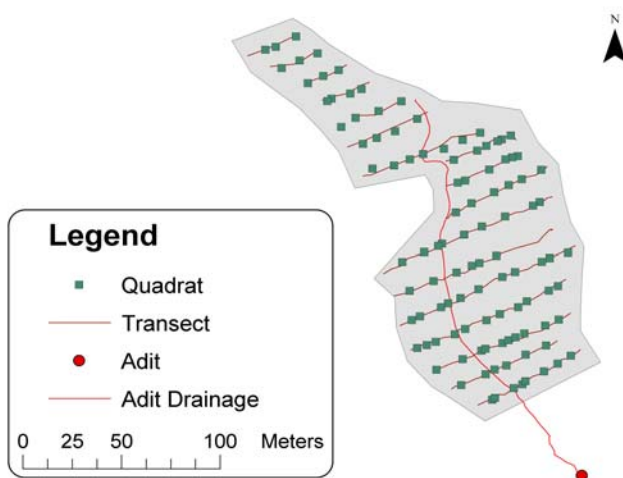 N
Legend
Quadrat
Transect
Adit
Adit Drainage
0 25 50 100 Meters